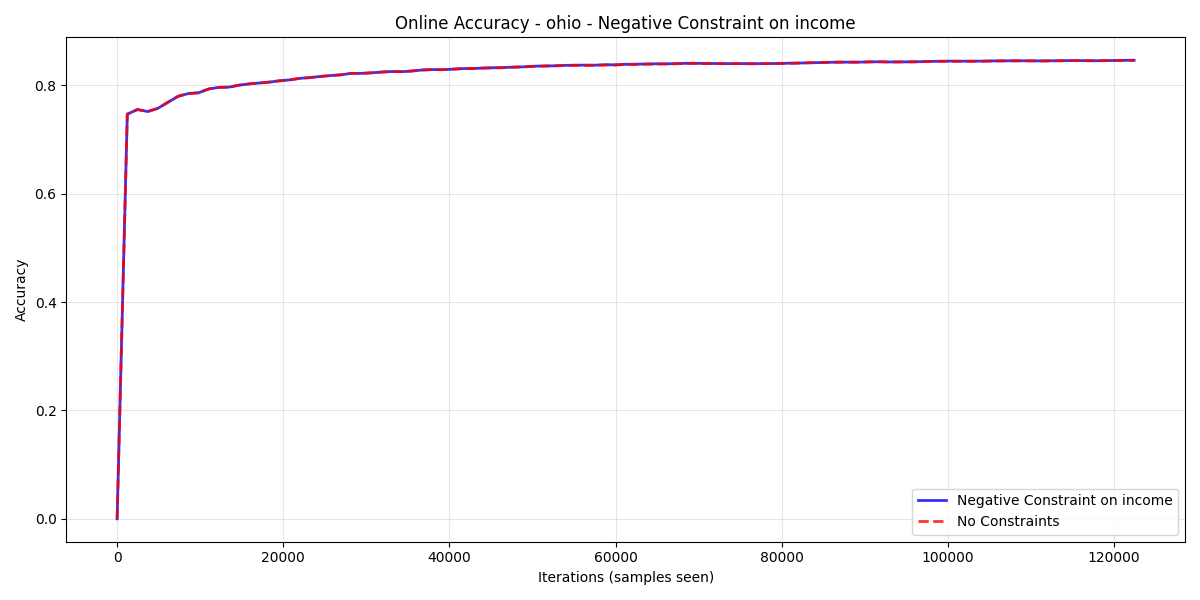 Online Accuracy - ohio - Negative Constraint on income
Accuracy
0.8
0.6
0.4
0.2
0.0
0 20000 40000 60000 80000 100000 120000
Iterations (samples seen)
Negative Constraint on income
No Constraints